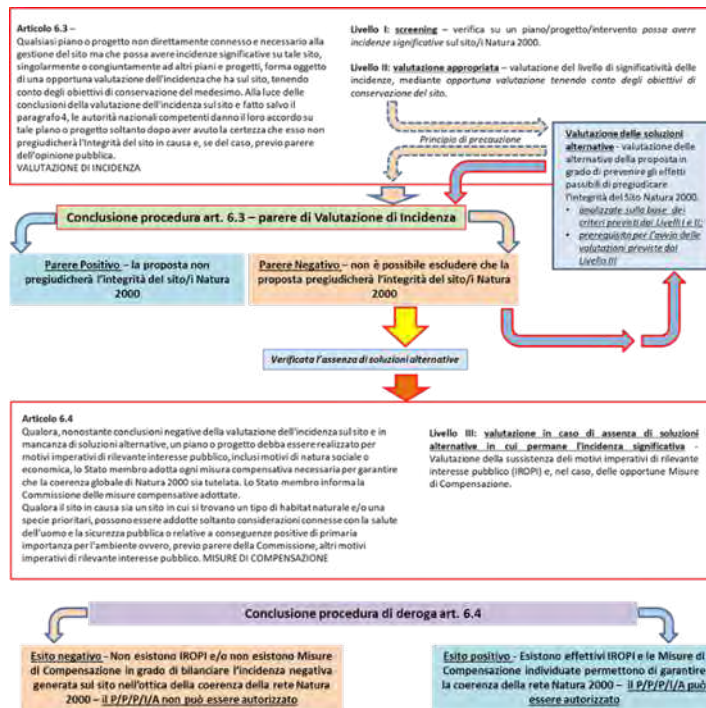 Articolo 6.3 –
Qualsiasi piano o progetto non direttamente connesso e necessario alla
gestione del sito ma che possa avere incidenze significative su tale sito,
singolarmente o congiuntamente ad altri piani e progetti, forma oggetto
di una opportuna valutazione dell'incidenza che ha sul sito, tenendo
conto degli obiettivi di conservazione del medesimo. Alla luce delle
conclusioni della valutazione dell'incidenza sul sito e fatto salvo il
paragrafo 4, le autorità nazionali competenti danno il loro accordo su
tale piano o progetto soltanto dopo aver avuto la certezza che esso non
pregiudicherà l'integrità del sito in causa e, se del caso, previo parere
dell'opinione pubblica.
VALUTAZIONE DI INCIDENZA
Livello I: screening – verifica su un piano/progetto/intervento possa avere
incidenze significative sul sito/i Natura 2000.
Livello II: valutazione appropriata – valutazione del livello di significatività delle
incidenze, mediante opportuna valutazione tenendo conto degli obiettivi di
conservazione del sito.
Principio di precauzione
Valutazione delle soluzioni
alternative - valutazione delle
alternative della proposta in
grado di prevenire gli effetti
passibili di pregiudicare
l'integrità del Sito Natura 2000.
• analizzate sulla base dei
criteri previsti dai Livelli I e II;
• prerequisito per l'avvio delle
valutazioni previste dal
Livello III
Conclusione procedura art. 6.3 – parere di Valutazione di Incidenza
Parere Positivo – la proposta non
pregiudicherà l'integrità del sito/i Natura
2000
Parere Negativo – non è possibile escludere che la
proposta pregiudicherà l'integrità del sito/i Natura
2000
Verificata l'assenza di soluzioni alternative
Articolo 6.4
Qualora, nonostante conclusioni negative della valutazione dell'incidenza sul sito e in
mancanza di soluzioni alternative, un piano o progetto debba essere realizzato per
motivi imperativi di rilevante interesse pubblico, inclusi motivi di natura sociale o
economica, lo Stato membro adotta ogni misura compensativa necessaria per garantire
che la coerenza globale di Natura 2000 sia tutelata. Lo Stato membro informa la
Commissione delle misure compensative adottate.
Qualora il sito in causa sia un sito in cui si trovano un tipo di habitat naturale e/o una
specie prioritari, possono essere addotte soltanto considerazioni connesse con la salute
dell'uomo e la sicurezza pubblica o relative a conseguenze positive di primaria
importanza per l'ambiente ovvero, previo parere della Commissione, altri motivi
imperativi di rilevante interesse pubblico. MISURE DI COMPENSAZIONE
Livello III: valutazione in caso di assenza di soluzioni
alternative in cui permane l'incidenza significativa -
Valutazione della sussistenza deli motivi imperativi di rilevante
interesse pubblico (IROPI) e, nel caso, delle opportune Misure
di Compensazione.
Conclusione procedura di deroga art. 6.4
Esito negativo - Non esistono IROPI e/o non esistono Misure
di Compensazione in grado di bilanciare l'incidenza negativa
generata sul sito nell'ottica della coerenza della rete Natura
2000 – il P/P/P/I/A non può essere autorizzato
Esito positivo - Esistono effettivi IROPI e le Misure di
Compensazione individuate permettono di garantire
la coerenza della rete Natura 2000 – il P/P/P/I/A può
essere autorizzato